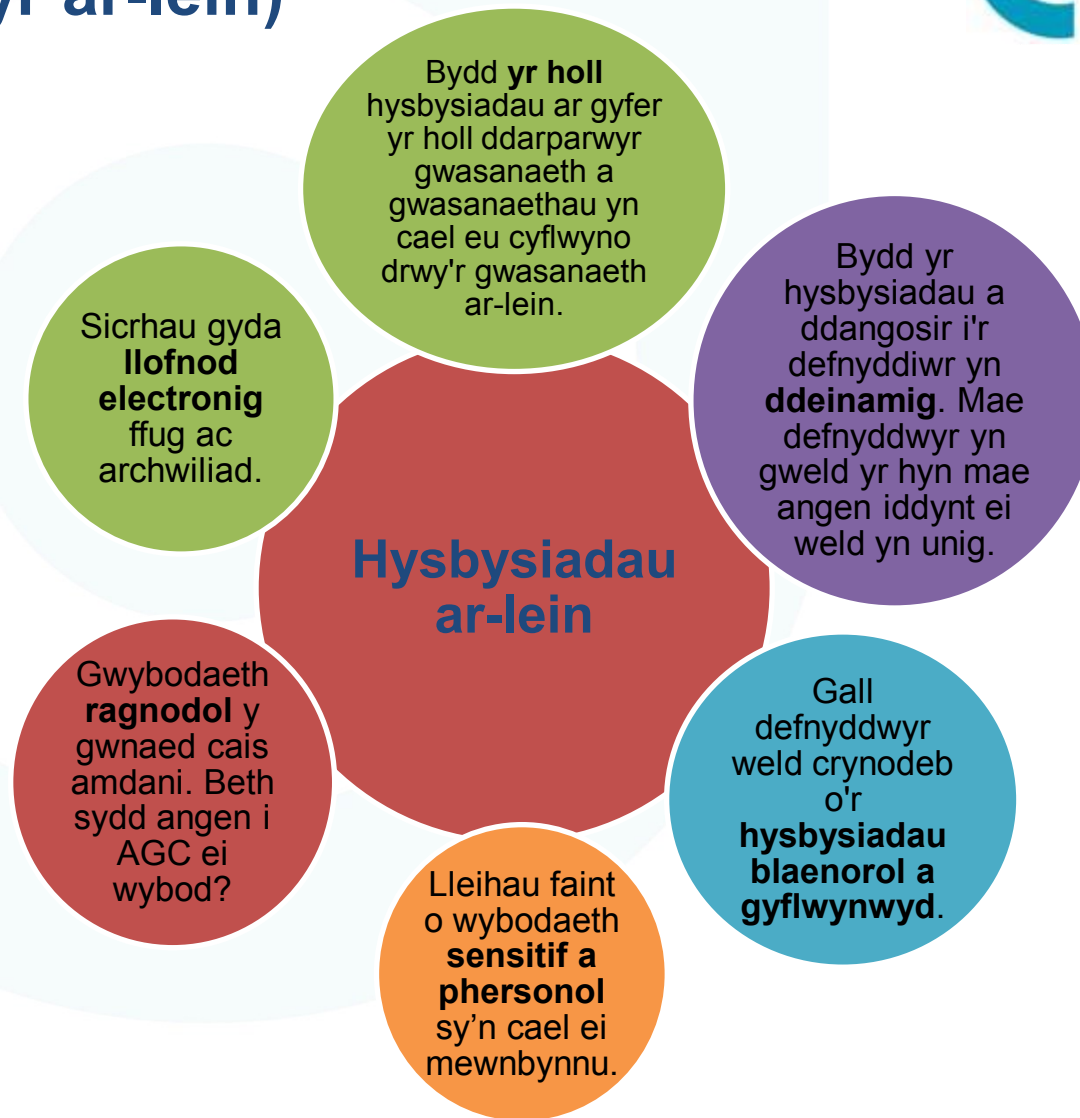 yr ar-lein)
Bydd yr holl
hysbysiadau ar gyfer
yr holl ddarparwyr
gwasanaeth a
gwasanaethau yn
cael eu cyflwyno
drwy'r gwasanaeth
ar-lein.
Bydd yr
hysbysiadau a
ddangosir i'r
defnyddiwr yn
ddeinamig. Mae
defnyddwyr yn
gweld yr hyn mae
angen iddynt ei
weld yn unig.
Gall
defnyddwyr
weld crynodeb
o'r
hysbysiadau
blaenorol a
gyflwynwyd.
Lleihau faint
o wybodaeth
sensitif a
phersonol
sy’n cael ei
mewnbynnu.
Gwybodaeth
ragnodol y
gwnaed cais
amdani. Beth
sydd angen i
AGC ei
wybod?
Sicrhau gyda
llofnod
electronig
ffug ac
archwiliad.
Hysbysiadau
ar-lein